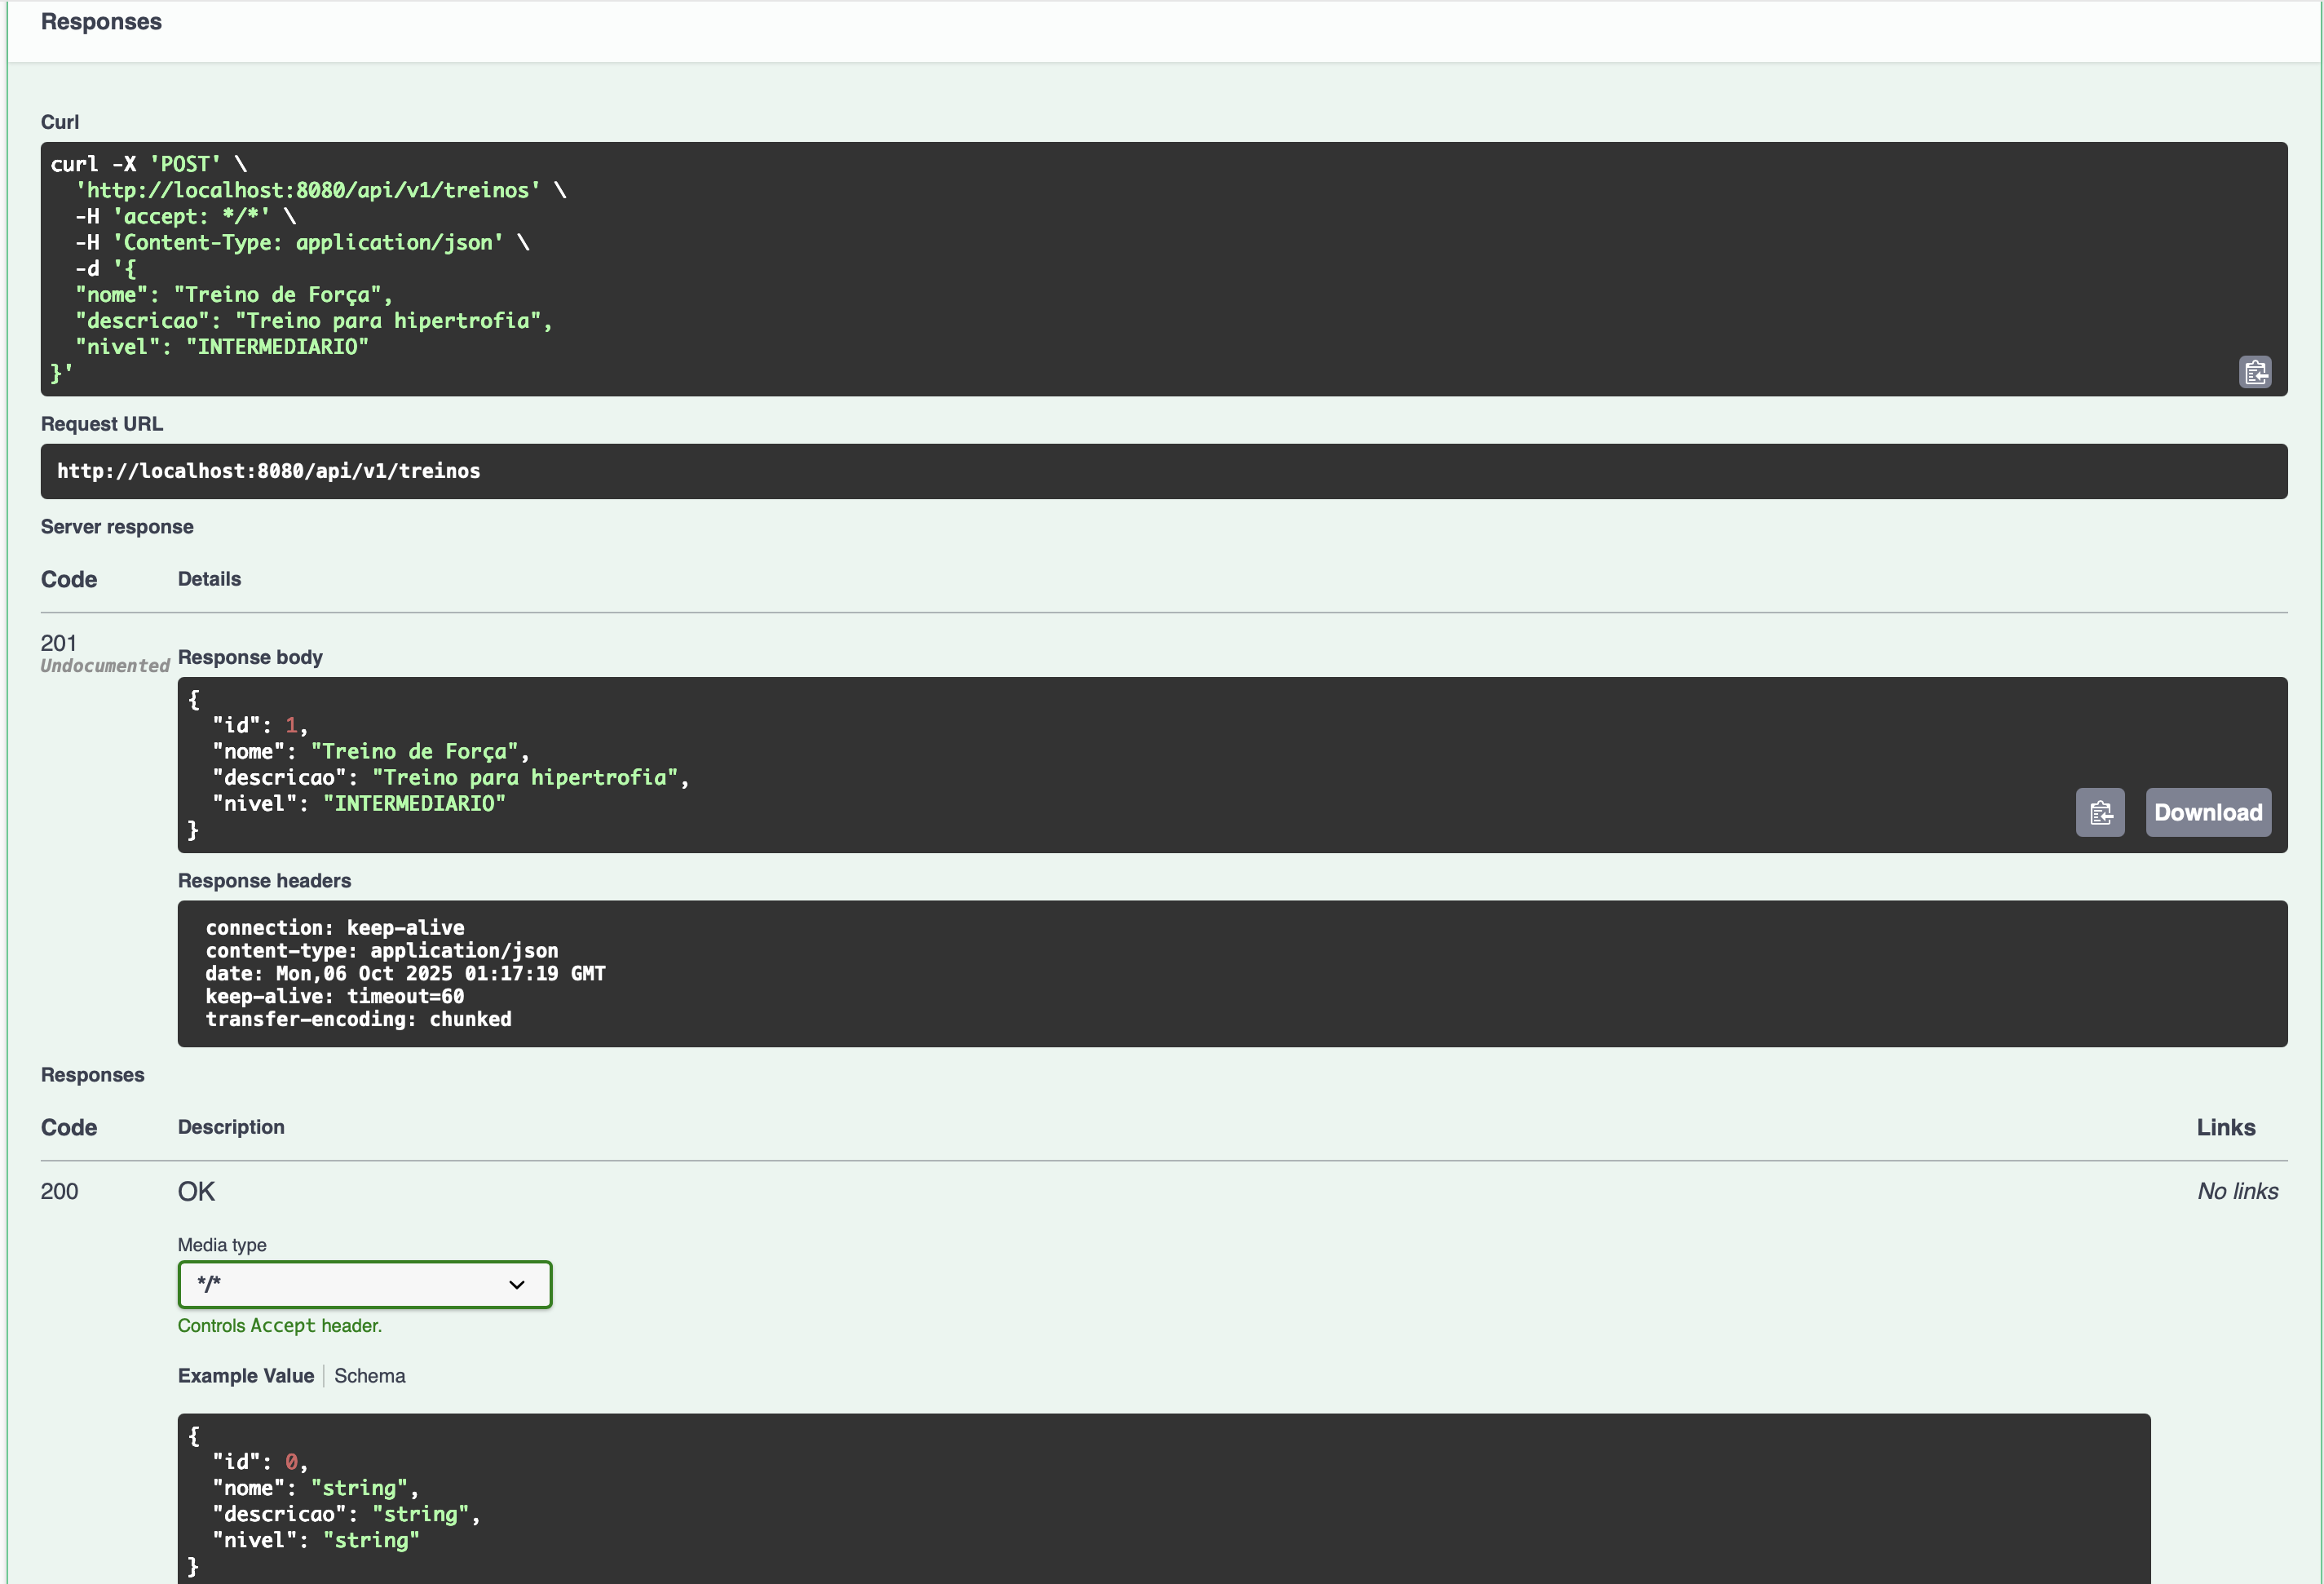 Responses
Curl
curl -X 'POST' \
  'http://localhost:8080/api/v1/treinos' \
  -H 'accept: */*' \
  -H 'Content-Type: application/json' \
  -d '{
  "nome": "Treino de Força",
  "descricao": "Treino para hipertrofia",
  "nivel": "INTERMEDIARIO"
}'
Request URL
http://localhost:8080/api/v1/treinos
Server response
Code Details
201
Undocumented
Response body
{
  "id": 1,
  "nome": "Treino de Força",
  "descricao": "Treino para hipertrofia",
  "nivel": "INTERMEDIARIO"
}
Download
Response headers
connection: keep-alive
content-type: application/json
date: Mon,06 Oct 2025 01:17:19 GMT
keep-alive: timeout=60
transfer-encoding: chunked
Responses
Code Description Links
200 OK No links
Media type
*/*
Controls Accept header.
Example Value Schema
{
  "id": 0,
  "nome": "string",
  "descricao": "string",
  "nivel": "string"
}